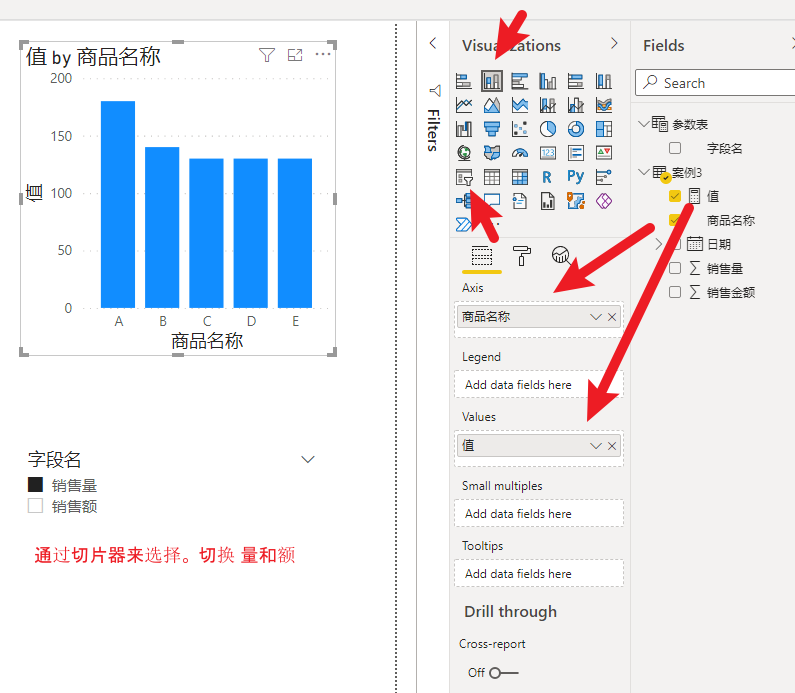 值 by 商品名称
200
150
100
50
0
值
A B C D E
商品名称
字段名
销售量
销售额
通过切片器来选择。切换 量和额
Filters
Visualizations
123
R
Py
Axis
商品名称
Legend
Add data fields here
Values
值
Small multiples
Add data fields here
Tooltips
Add data fields here
Drill through
Cross-report
Off
Fields
Search
参数表
字段名
案例3
值
商品名称
日期
销售量
销售金额